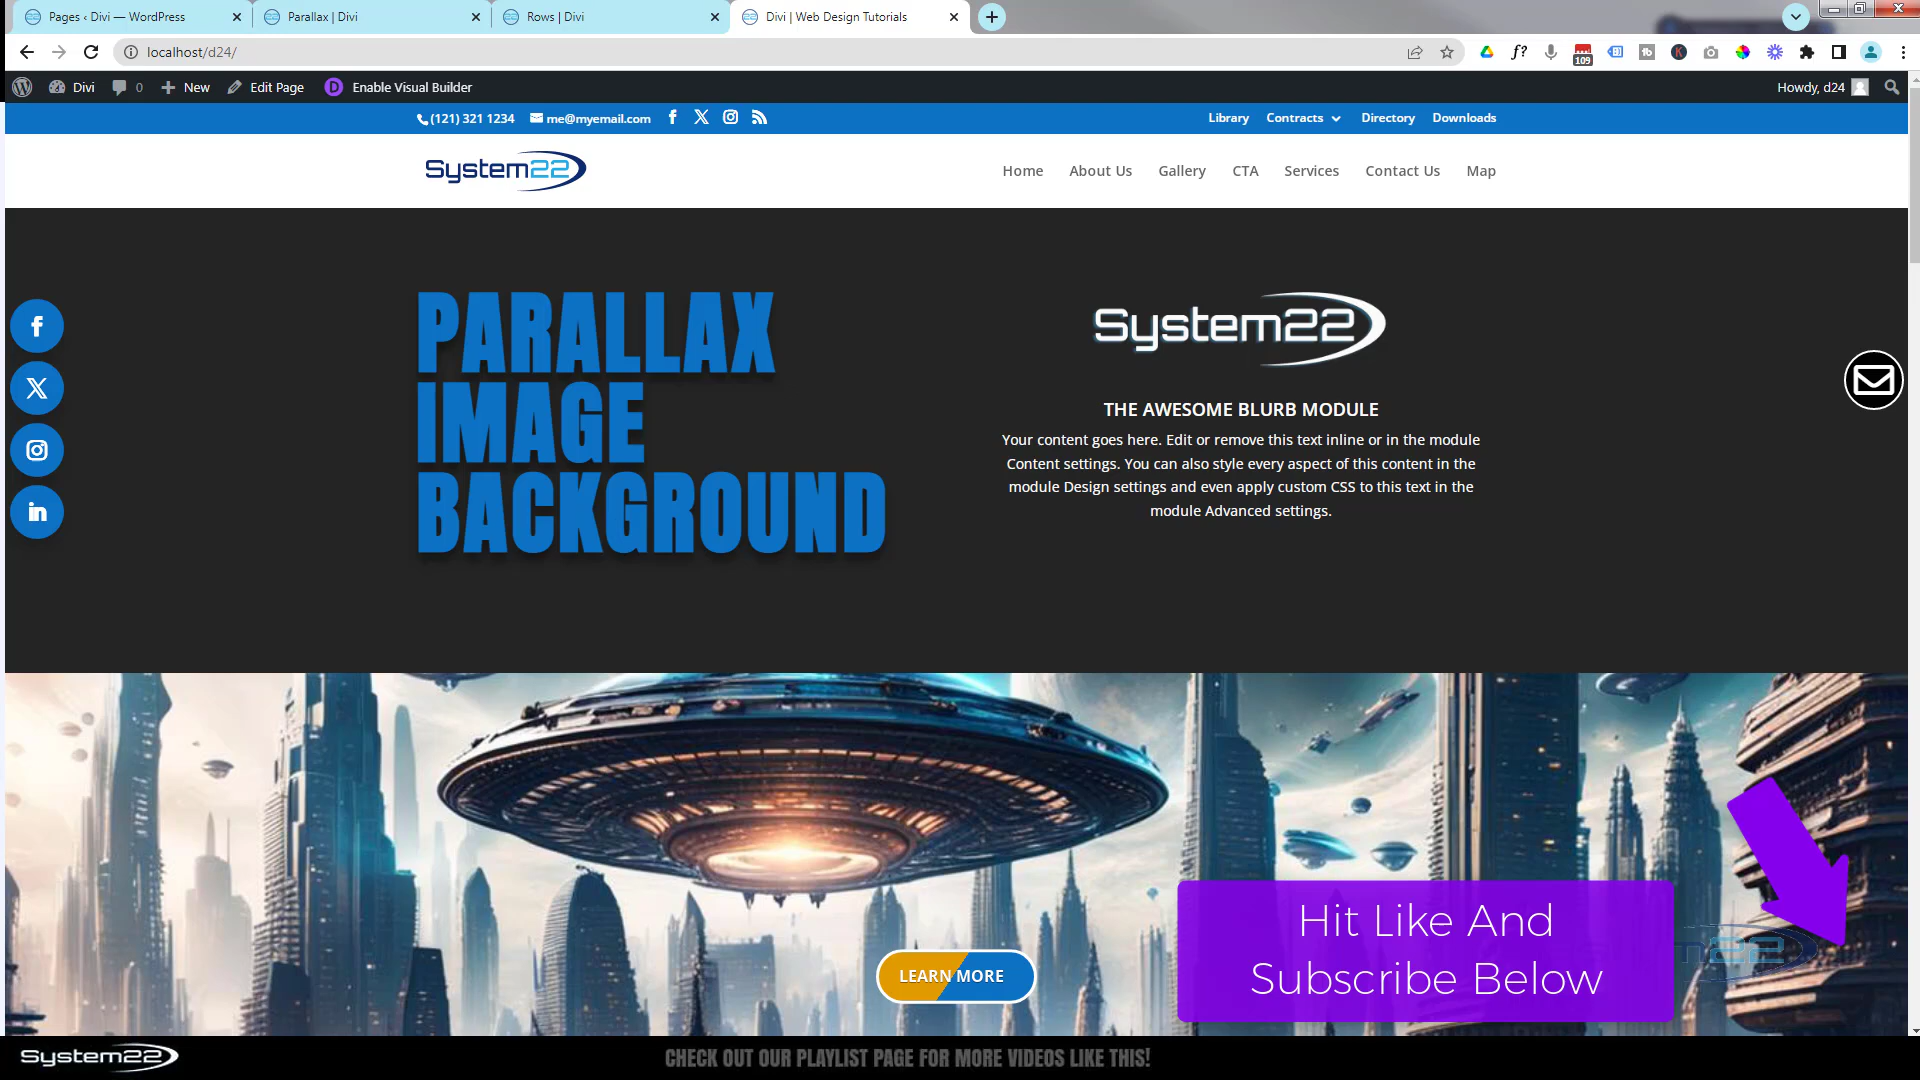 Pages ‹ Divi — WordPress
Parallax | Divi
Rows | Divi
Divi | Web Design Tutorials
localhost/d24/
f?
109
tb
K
Divi
0
New
Edit Page
D
Enable Visual Builder
Howdy, d24
(121) 321 1234
me@myemail.com
Library
Contracts
Directory
Downloads
System22
Home
About Us
Gallery
CTA
Services
Contact Us
Map
PARALLAX
IMAGE
BACKGROUND
System22
THE AWESOME BLURB MODULE
Your content goes here. Edit or remove this text inline or in the module
Content settings. You can also style every aspect of this content in the
module Design settings and even apply custom CSS to this text in the
module Advanced settings.
LEARN MORE
Hit Like And
Subscribe Below
System22
CHECK OUT OUR PLAYLIST PAGE FOR MORE VIDEOS LIKE THIS!